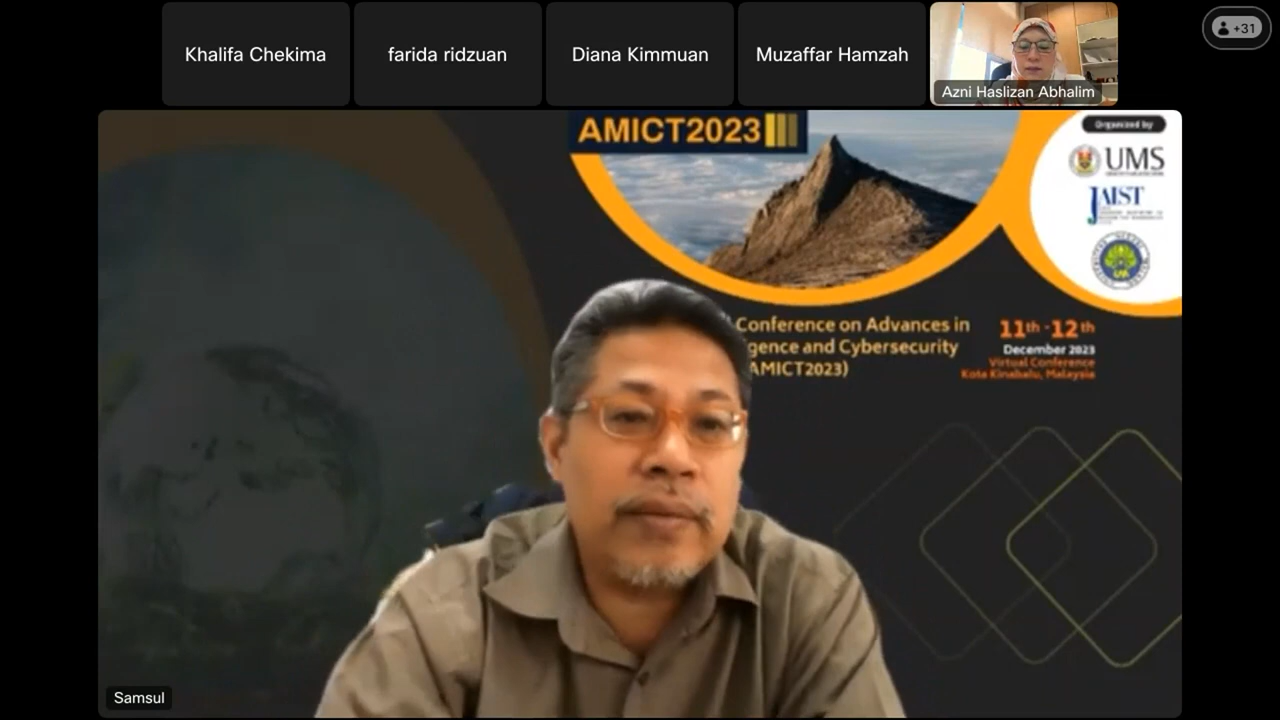 Khalifa Chekima
farida ridzuan
Diana Kimmuan
Muzaffar Hamzah
Azni Haslizan Abhalim
+31
AMICT2023
Organized by
UMS
JAIST
Conference on Advances in
gence and Cybersecurity
AMICT2023)
11th - 12th
December 2023
Virtual Conference
Kota Kinabalu, Malaysia
Samsul